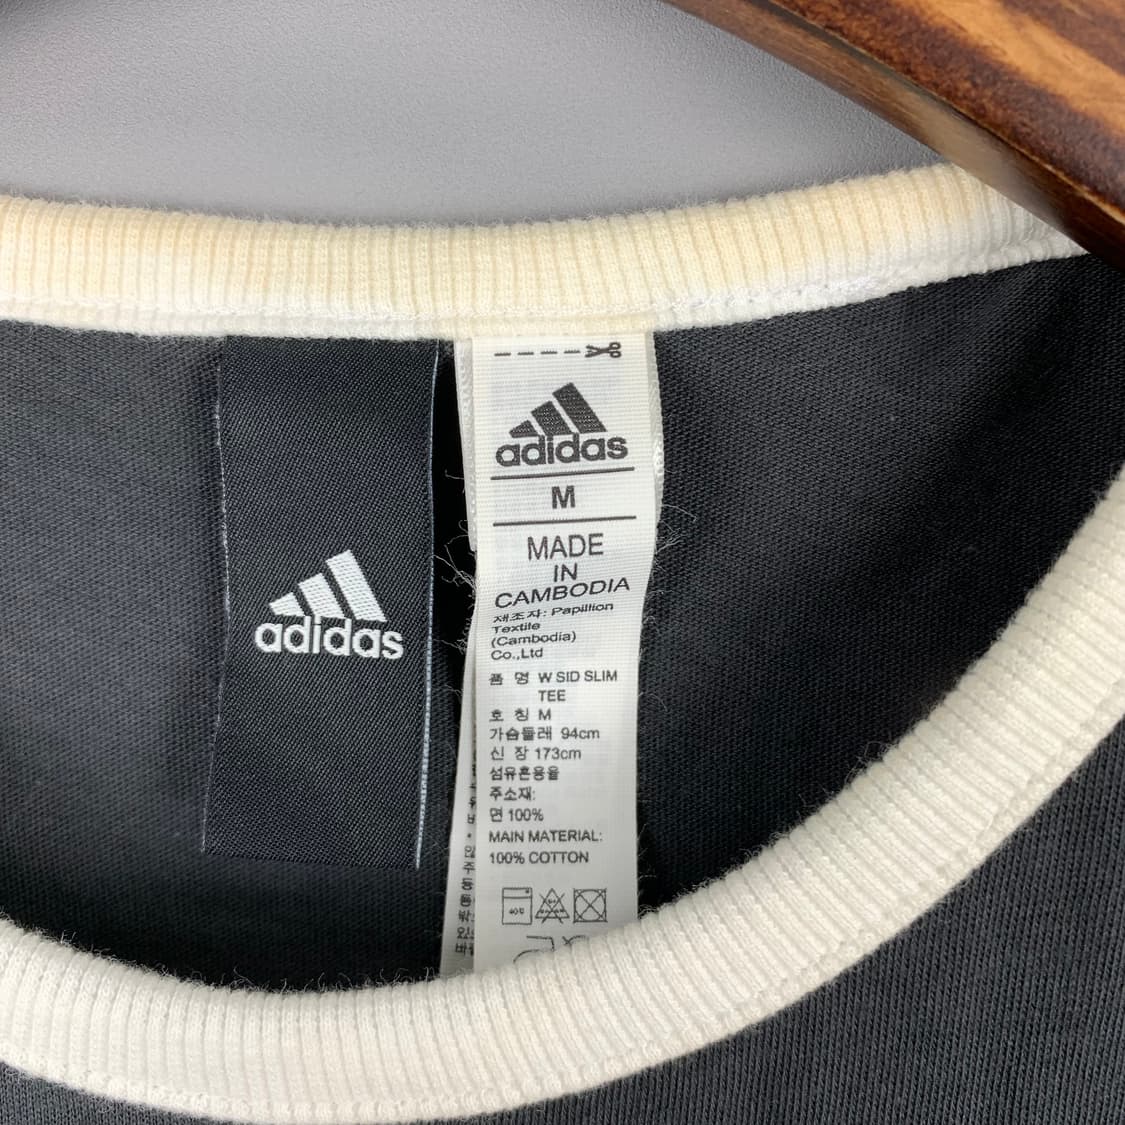 adidas
adidas
M
MADE
IN
CAMBODIA
제조자: Papillion
Textile
(Cambodia)
Co.,Ltd
품 명 W SID SLIM
TEE
호 칭 M
가슴둘레 94cm
신 장 173cm
섬유혼용율
주소재:
면 100%
MAIN MATERIAL:
100% COTTON